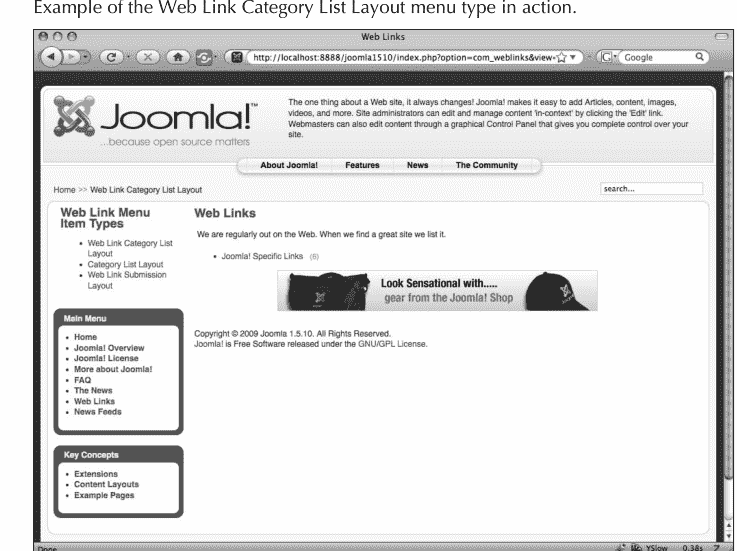 Example of the Web Link Category List Layout menu type in action.
Web Links
http://localhost:8888/joomla1510/index.php?option=com_weblinks&view=
Google
Joomla!™
...because open source matters
The one thing about a Web site, it always changes! Joomla! makes it easy to add Articles, content, images,
videos, and more. Site administrators can edit and manage content 'in-context' by clicking the 'Edit' link.
Webmasters can also edit content through a graphical Control Panel that gives you complete control over your
site.
About Joomla! Features News The Community
Home >> Web Link Category List Layout
search...
Web Link Menu
Item Types
• Web Link Category List
Layout
• Category List Layout
• Web Link Submission
Layout
Main Menu
• Home
• Joomla! Overview
• Joomla! License
• More about Joomla!
• FAQ
• The News
• Web Links
• News Feeds
Key Concepts
• Extensions
• Content Layouts
• Example Pages
Web Links
We are regularly out on the Web. When we find a great site we list it.
• Joomla! Specific Links (6)
Look Sensational with.....
gear from the Joomla! Shop
Copyright © 2009 Joomla 1.5.10. All Rights Reserved.
Joomla! is Free Software released under the GNU/GPL License.
Done
YSlow 0.38s